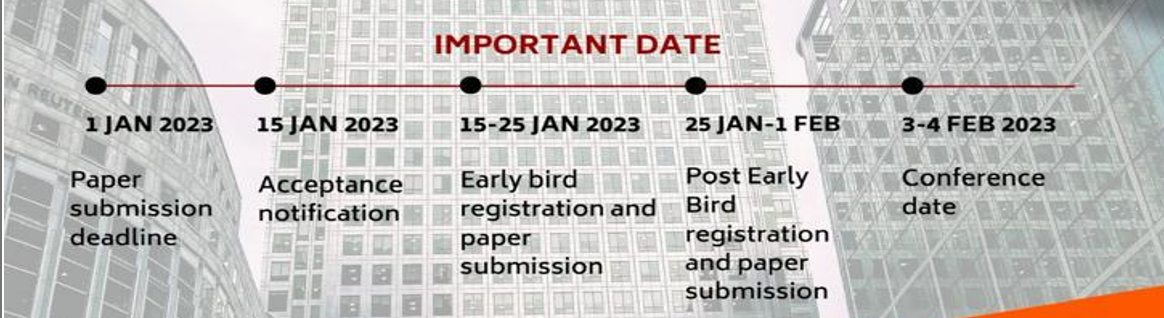 IMPORTANT DATE
1 JAN 2023
15 JAN 2023
15-25 JAN 2023
25 JAN-1 FEB
3-4 FEB 2023
Paper
submission
deadline
Acceptance
notification
Early bird
registration and
paper
submission
Post Early
Bird
registration
and paper
submission
Conference
date